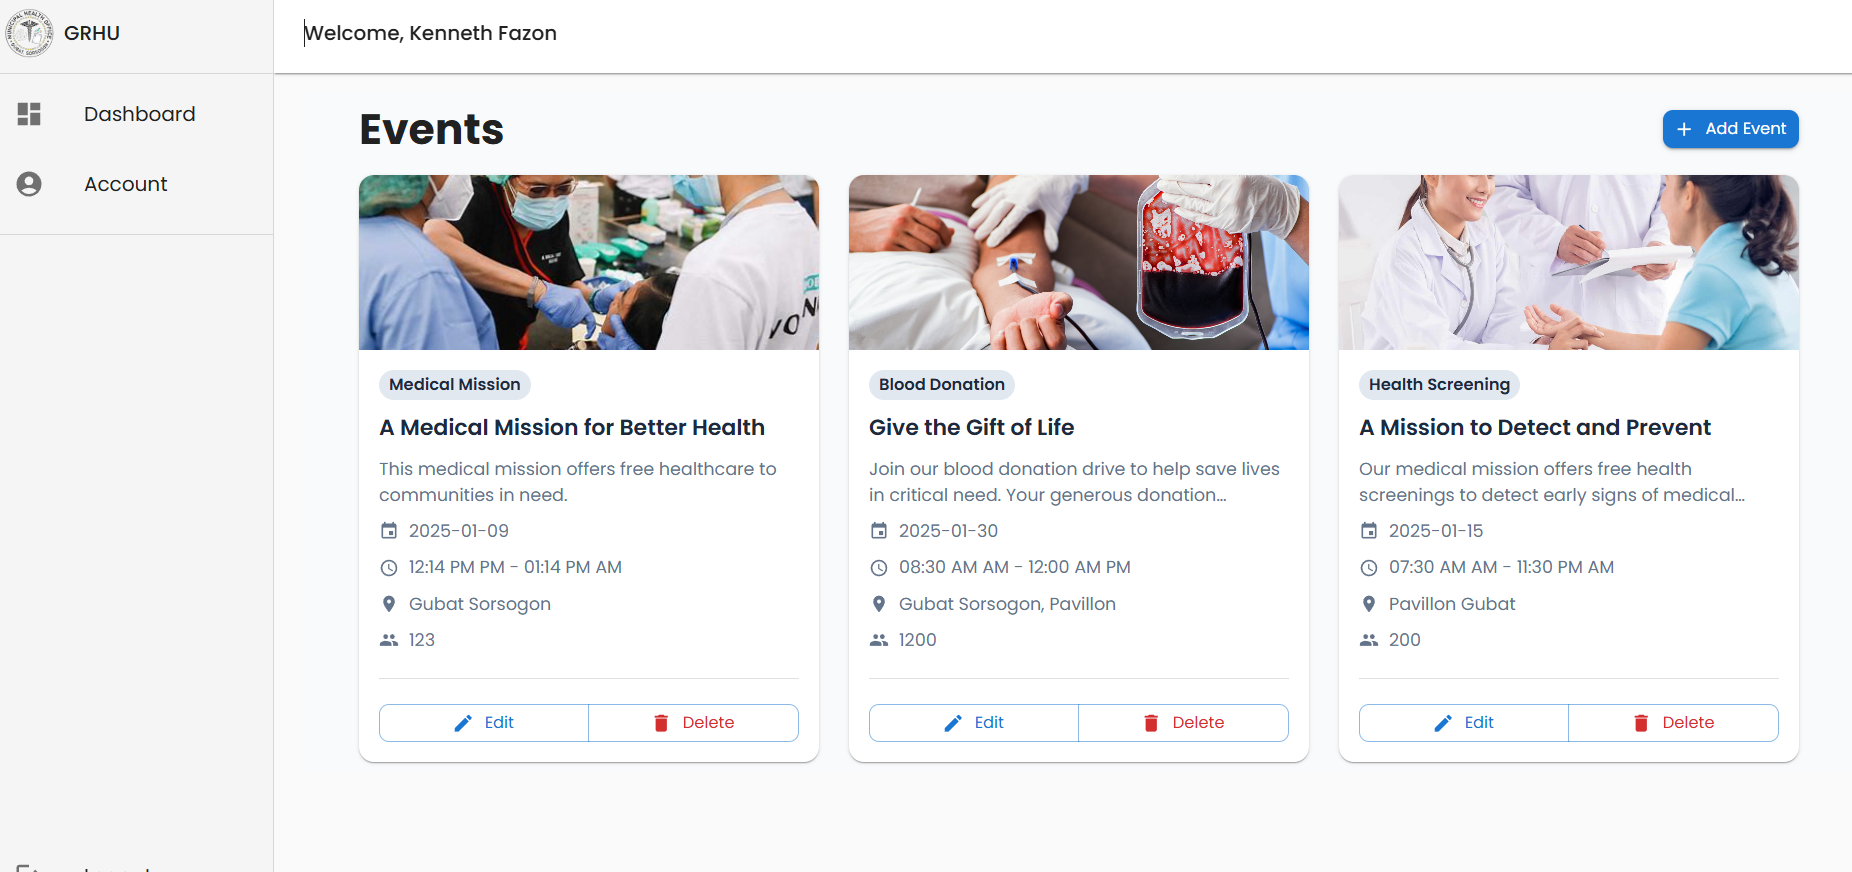 GRHU
Welcome, Kenneth Fazon
Dashboard
Account
Events
+ Add Event
Medical Mission
A Medical Mission for Better Health
This medical mission offers free healthcare to
communities in need.
2025-01-09
12:14 PM PM - 01:14 PM AM
Gubat Sorsogon
123
Edit
Delete
Blood Donation
Give the Gift of Life
Join our blood donation drive to help save lives
in critical need. Your generous donation...
2025-01-30
08:30 AM AM - 12:00 AM PM
Gubat Sorsogon, Pavillon
1200
Edit
Delete
Health Screening
A Mission to Detect and Prevent
Our medical mission offers free health
screenings to detect early signs of medical...
2025-01-15
07:30 AM AM - 11:30 PM AM
Pavillon Gubat
200
Edit
Delete